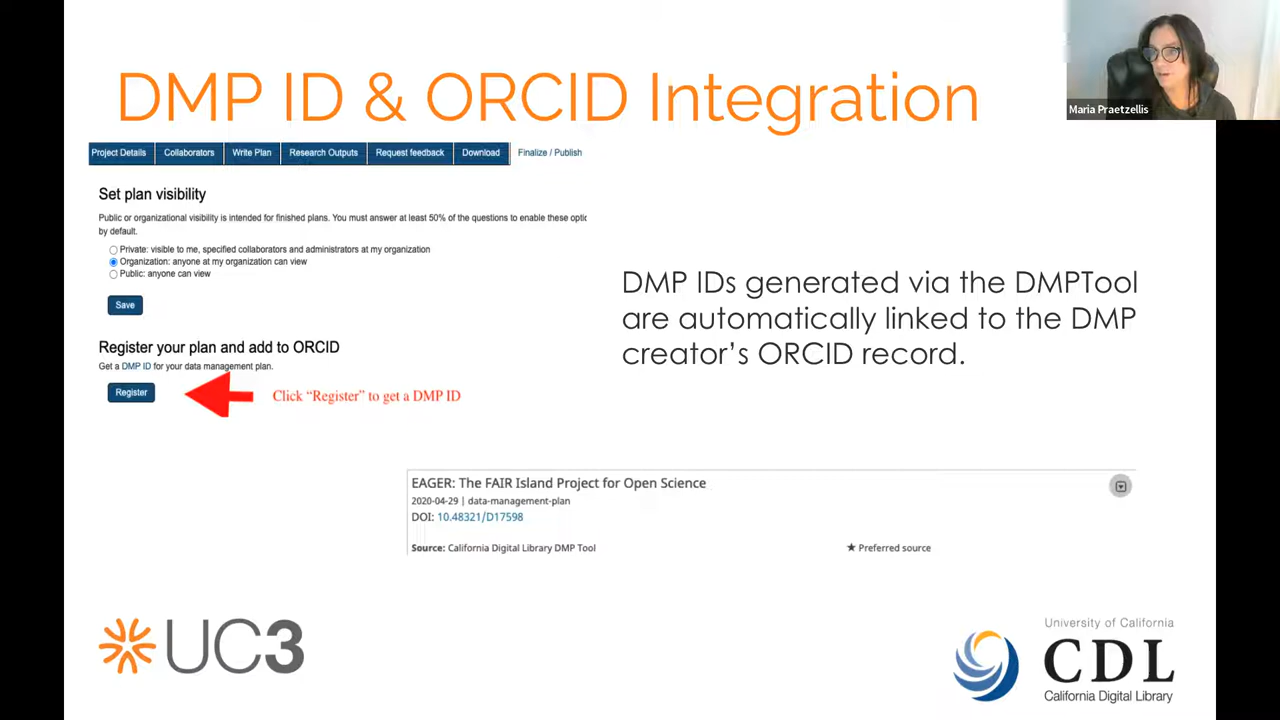 DMP ID & ORCID Integration
Maria Praetzellis
Project Details
Collaborators
Write Plan
Research Outputs
Request feedback
Download
Finalize / Publish
Set plan visibility
Public or organizational visibility is intended for finished plans. You must answer at least 50% of the questions to enable these optio
by default.
Private: visible to me, specified collaborators and administrators at my organization
Organization: anyone at my organization can view
Public: anyone can view
Save
Register your plan and add to ORCID
Get a DMP ID for your data management plan.
Register
Click “Register” to get a DMP ID
DMP IDs generated via the DMPTool
are automatically linked to the DMP
creator’s ORCID record.
EAGER: The FAIR Island Project for Open Science
2020-04-29 | data-management-plan
DOI: 10.48321/D17598
Source: California Digital Library DMP Tool
★ Preferred source
UC3
University of California
CDL
California Digital Library